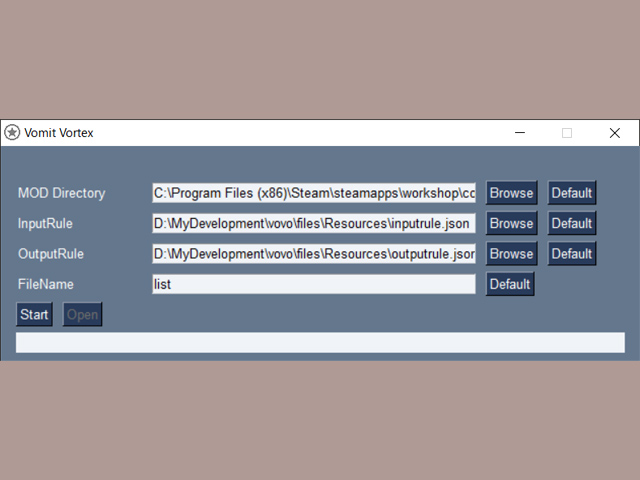 Vomit Vortex
MOD Directory C:\Program Files (x86)\Steam\steamapps\workshop\cc Browse Default
InputRule D:\MyDevelopment\vovo\files\Resources\inputrule.json Browse Default
OutputRule D:\MyDevelopment\vovo\files\Resources\outputrule.json Browse Default
FileName list Default
Start Open